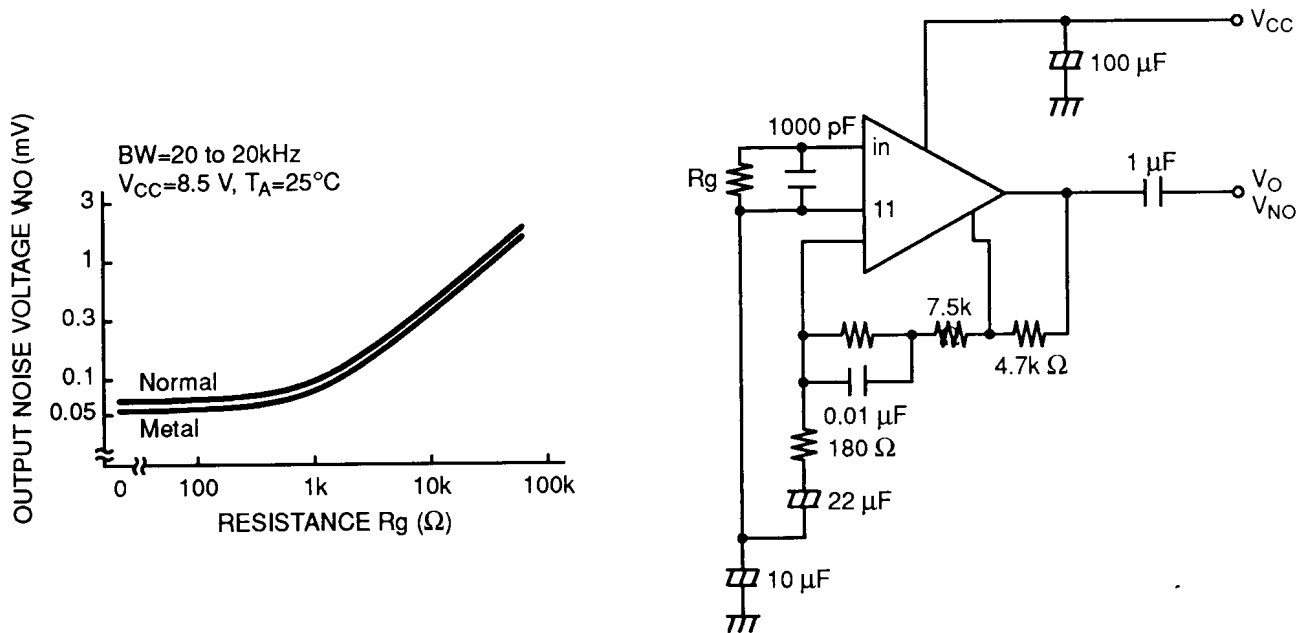 OUTPUT NOISE VOLTAGE VNO (mV)
BW=20 to 20kHz
VCC=8.5 V, TA=25°C
3
1
0.3
0.1
0.05
Normal
Metal
0
100
1k
10k
100k
RESISTANCE Rg (Ω)
VCC
100 µF
1000 pF
in
Rg
11
1 µF
VO
VNO
7.5k
4.7k Ω
0.01 µF
180 Ω
22 µF
10 µF